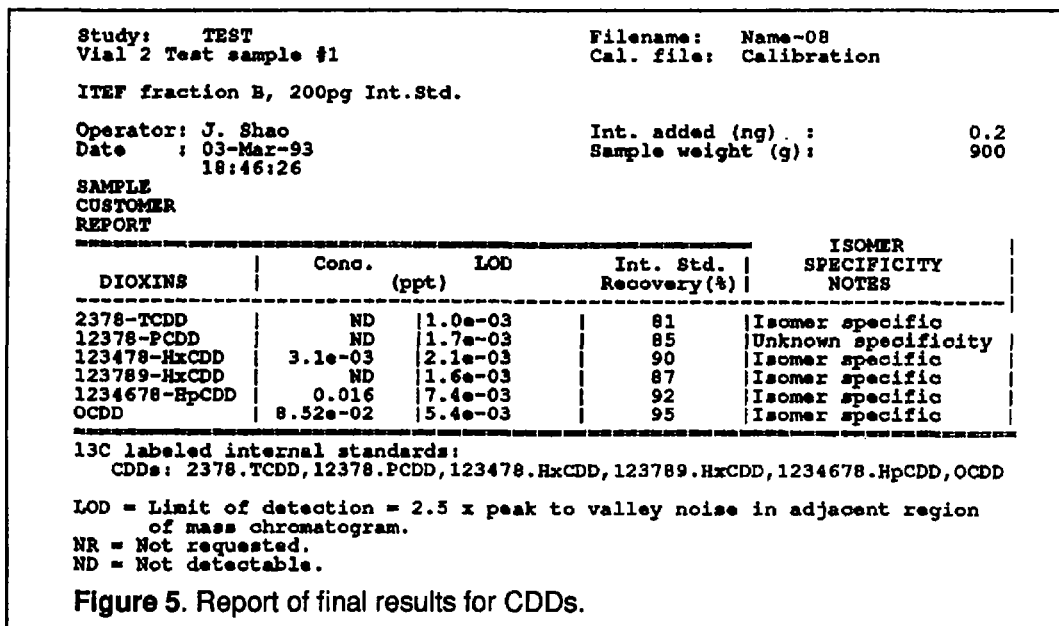 Study: TEST Filename: Name-08
Vial 2 Test sample #1 Cal. file: Calibration
ITEF fraction B, 200pg Int.Std.
Operator: J. Shao Int. added (ng) : 0.2
Date : 03-Mar-93 Sample weight (g): 900
18:46:26
SAMPLE
CUSTOMER
REPORT
ISOMER
Conc. LOD Int. Std. SPECIFICITY
DIOXINS (ppt) Recovery(%) NOTES
2378-TCDD ND 1.0e-03 81 Isomer specific
12378-PCDD ND 1.7e-03 85 Unknown specificity
123478-HxCDD 3.1e-03 2.1e-03 90 Isomer specific
123789-HxCDD ND 1.6e-03 87 Isomer specific
1234678-HpCDD 0.016 7.4e-03 92 Isomer specific
OCDD 8.52e-02 5.4e-03 95 Isomer specific
13C labeled internal standards:
CDDs: 2378.TCDD,12378.PCDD,123478.HxCDD,123789.HxCDD,1234678.HpCDD,OCDD
LOD = Limit of detection = 2.5 x peak to valley noise in adjacent region
of mass chromatogram.
NR = Not requested.
ND = Not detectable.
Figure 5. Report of final results for CDDs.